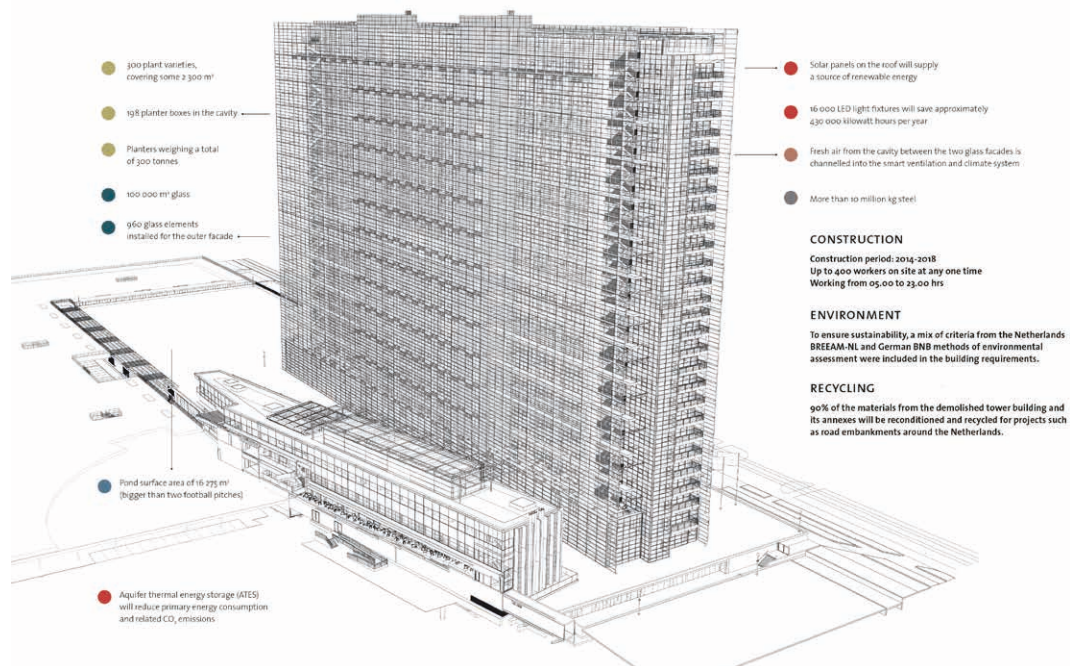 300 plant varieties,
covering some 2 300 m²
198 planter boxes in the cavity
Planters weighing a total
of 300 tonnes
100 000 m² glass
960 glass elements
installed for the outer facade
Pond surface area of 16 275 m²
(bigger than two football pitches)
Aquifer thermal energy storage (ATES)
will reduce primary energy consumption
and related CO₂ emissions
Solar panels on the roof will supply
a source of renewable energy
16 000 LED light fixtures will save approximately
430 000 kilowatt hours per year
Fresh air from the cavity between the two glass facades is
channelled into the smart ventilation and climate system
More than 10 million kg steel
CONSTRUCTION
Construction period: 2014-2018
Up to 400 workers on site at any one time
Working from 05.00 to 23.00 hrs
ENVIRONMENT
To ensure sustainability, a mix of criteria from the Netherlands
BREEAM-NL and German BNB methods of environmental
assessment were included in the building requirements.
RECYCLING
90% of the materials from the demolished tower building and
its annexes will be reconditioned and recycled for projects such
as road embankments around the Netherlands.